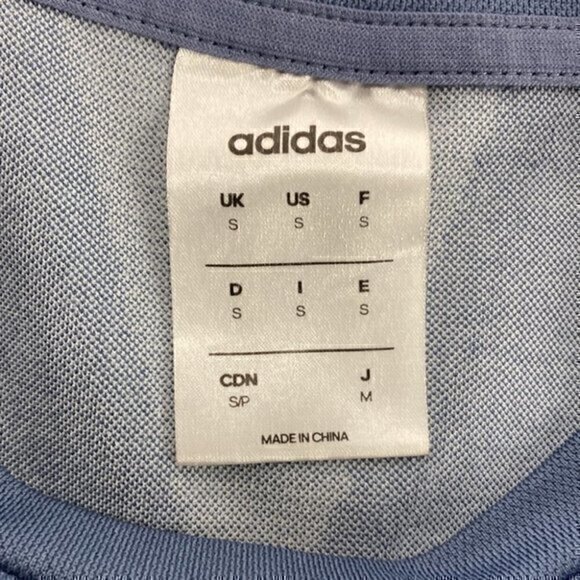 adidas
UK US F
S S S
D I E
S S S
CDN J
S/P M
MADE IN CHINA